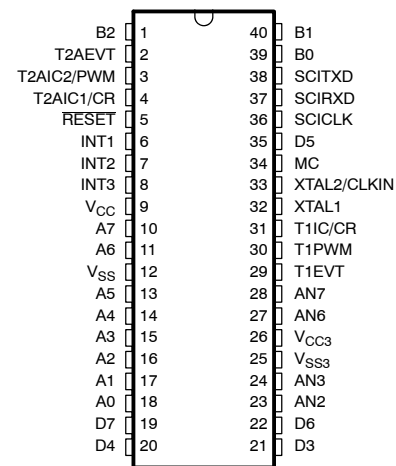 B2 1 40 B1
T2AEVT 2 39 B0
T2AIC2/PWM 3 38 SCITXD
T2AIC1/CR 4 37 SCIRXD
RESET 5 36 SCICLK
INT1 6 35 D5
INT2 7 34 MC
INT3 8 33 XTAL2/CLKIN
VCC 9 32 XTAL1
A7 10 31 T1IC/CR
A6 11 30 T1PWM
VSS 12 29 T1EVT
A5 13 28 AN7
A4 14 27 AN6
A3 15 26 VCC3
A2 16 25 VSS3
A1 17 24 AN3
A0 18 23 AN2
D7 19 22 D6
D4 20 21 D3